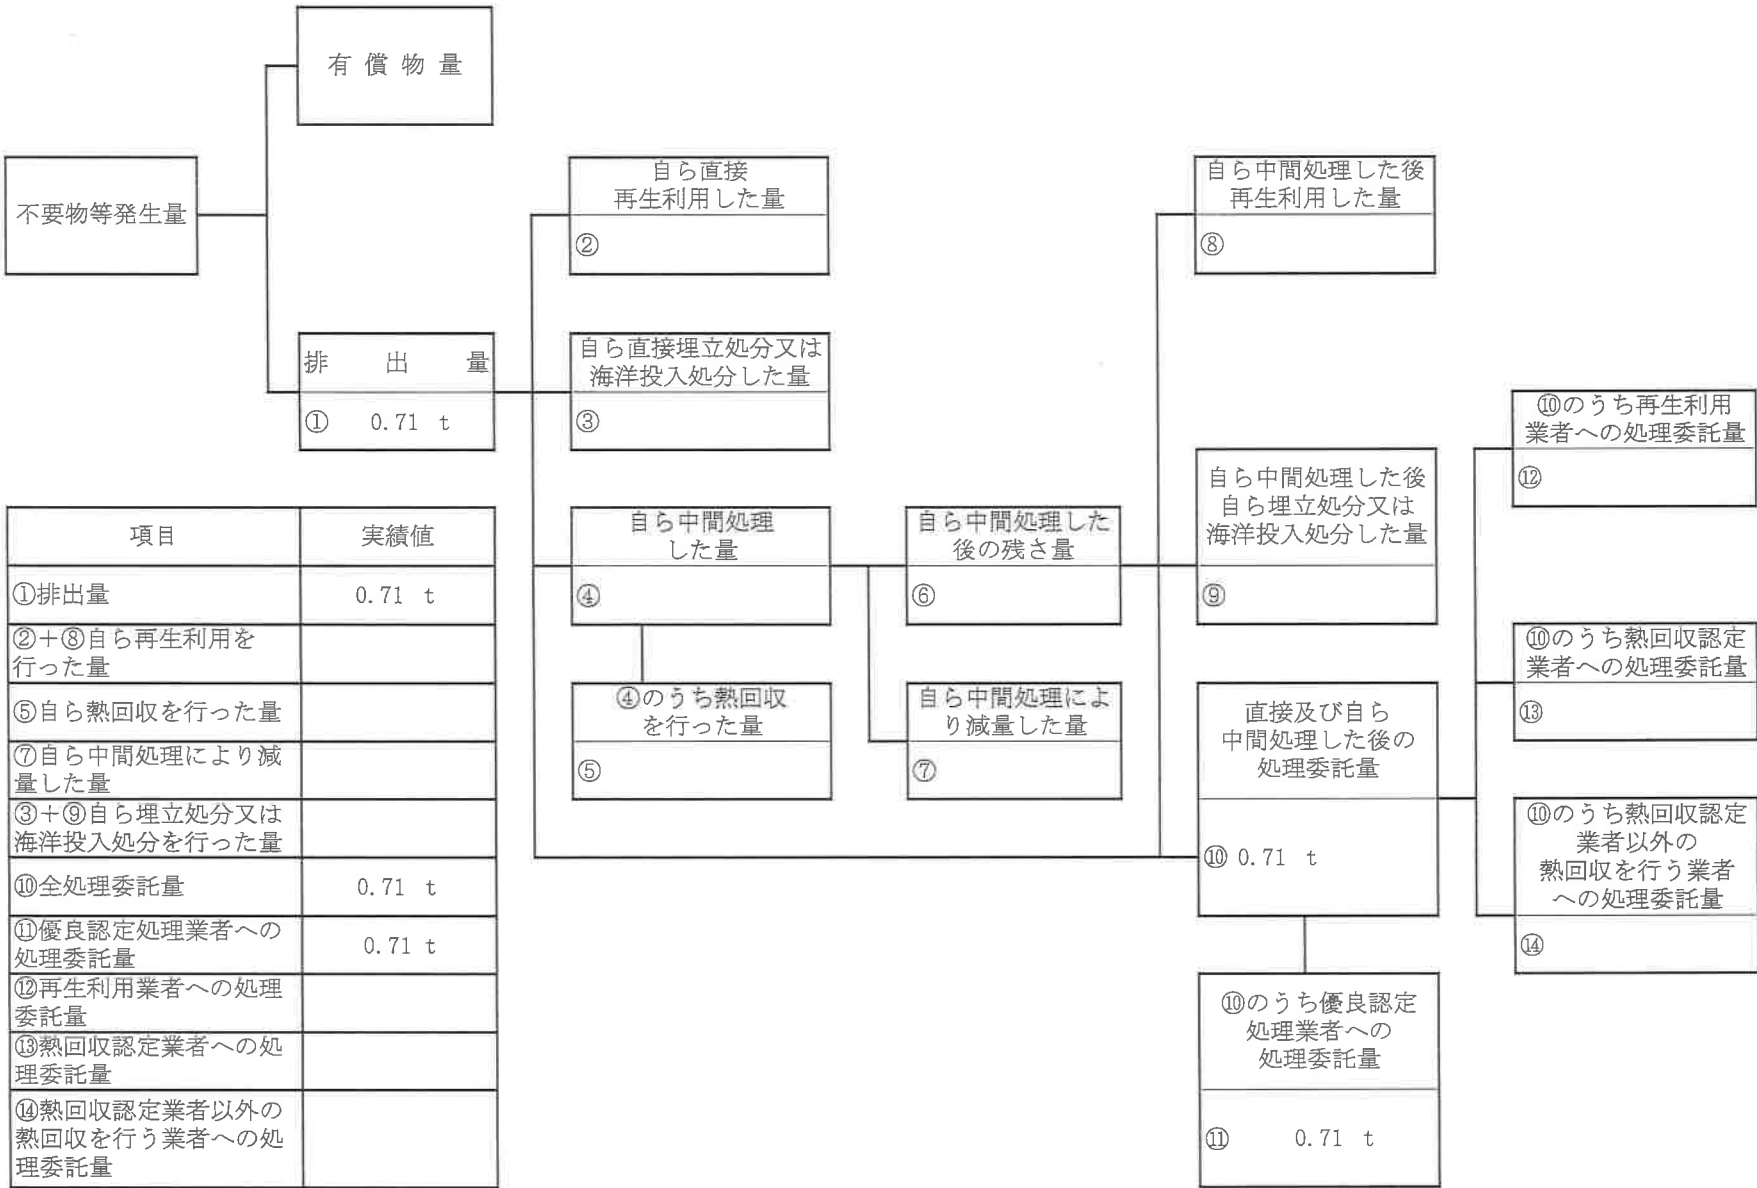 有償物量
不要物等発生量
自ら直接
再生利用した量
②
自ら中間処理した後
再生利用した量
⑧
排出量
① 0.71 t
自ら直接埋立処分又は
海洋投入処分した量
③
⑩のうち再生利用
業者への処理委託量
⑫
自ら中間処理した後
自ら埋立処分又は
海洋投入処分した量
⑨
自ら中間処理
した量
④
自ら中間処理した
後の残さ量
⑥
⑩のうち熱回収認定
業者への処理委託量
⑬
④のうち熱回収
を行った量
⑤
自ら中間処理によ
り減量した量
⑦
直接及び自ら
中間処理した後の
処理委託量
⑩ 0.71 t
⑩のうち熱回収認定
業者以外の
熱回収を行う業者
への処理委託量
⑭
⑩のうち優良認定
処理業者への
処理委託量
⑪ 0.71 t
項目 実績値
①排出量 0.71 t
②+⑧自ら再生利用を
行った量
⑤自ら熱回収を行った量
⑦自ら中間処理により減
量した量
③+⑨自ら埋立処分又は
海洋投入処分を行った量
⑩全処理委託量 0.71 t
⑪優良認定処理業者への
処理委託量 0.71 t
⑫再生利用業者への処理
委託量
⑬熱回収認定業者への処
理委託量
⑭熱回収認定業者以外の
熱回収を行う業者への処
理委託量